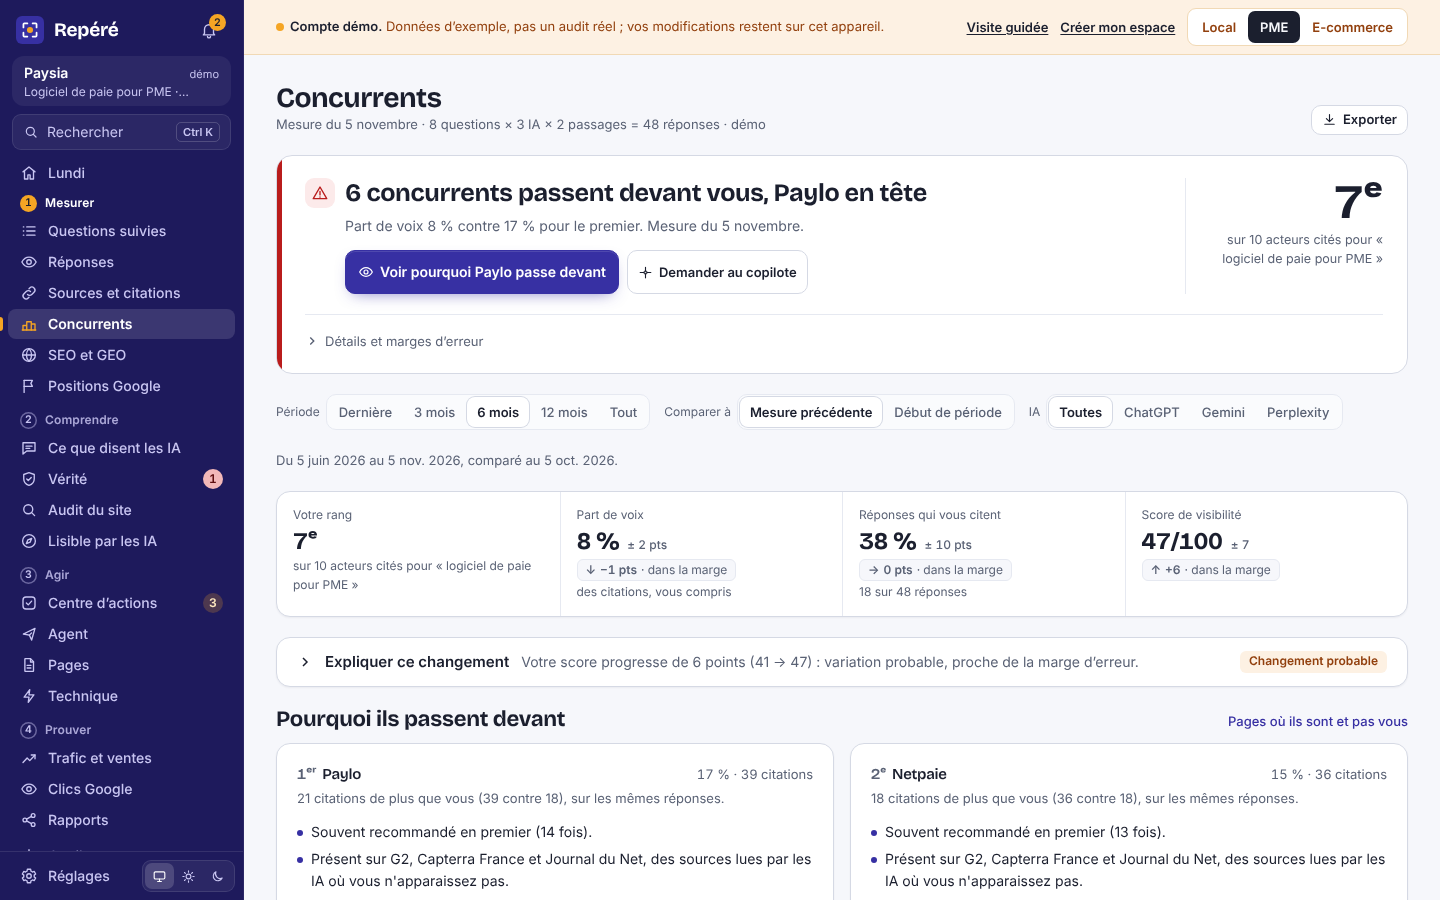 Repéré
2
Paysia
démo
Logiciel de paie pour PME ·…
Rechercher
Ctrl K
Lundi
1 Mesurer
Questions suivies
Réponses
Sources et citations
Concurrents
SEO et GEO
Positions Google
2 Comprendre
Ce que disent les IA
Vérité 1
Audit du site
Lisible par les IA
3 Agir
Centre d'actions 3
Agent
Pages
Technique
4 Prouver
Trafic et ventes
Clics Google
Rapports
Réglages
Compte démo. Données d'exemple, pas un audit réel ; vos modifications restent sur cet appareil.
Visite guidée
Créer mon espace
Local
PME
E-commerce
Concurrents
Mesure du 5 novembre · 8 questions × 3 IA × 2 passages = 48 réponses · démo
Exporter
6 concurrents passent devant vous, Paylo en tête
Part de voix 8 % contre 17 % pour le premier. Mesure du 5 novembre.
Voir pourquoi Paylo passe devant
Demander au copilote
7e
sur 10 acteurs cités pour «
logiciel de paie pour PME »
Détails et marges d'erreur
Période Dernière 3 mois 6 mois 12 mois Tout
Comparer à Mesure précédente Début de période
IA Toutes ChatGPT Gemini Perplexity
Du 5 juin 2026 au 5 nov. 2026, comparé au 5 oct. 2026.
Votre rang
7e
sur 10 acteurs cités pour « logiciel de paie
pour PME »
Part de voix
8 % ± 2 pts
↓ −1 pts · dans la marge
des citations, vous compris
Réponses qui vous citent
38 % ± 10 pts
→ 0 pts · dans la marge
18 sur 48 réponses
Score de visibilité
47/100 ± 7
↑ +6 · dans la marge
Expliquer ce changement
Votre score progresse de 6 points (41 → 47) : variation probable, proche de la marge d'erreur.
Changement probable
Pourquoi ils passent devant
Pages où ils sont et pas vous
1er Paylo
17 % · 39 citations
21 citations de plus que vous (39 contre 18), sur les mêmes réponses.
Souvent recommandé en premier (14 fois).
Présent sur G2, Capterra France et Journal du Net, des sources lues par les
IA où vous n'apparaissez pas.
2e Netpaie
15 % · 36 citations
18 citations de plus que vous (36 contre 18), sur les mêmes réponses.
Souvent recommandé en premier (13 fois).
Présent sur G2, Capterra France et Journal du Net, des sources lues par les
IA où vous n'apparaissez pas.